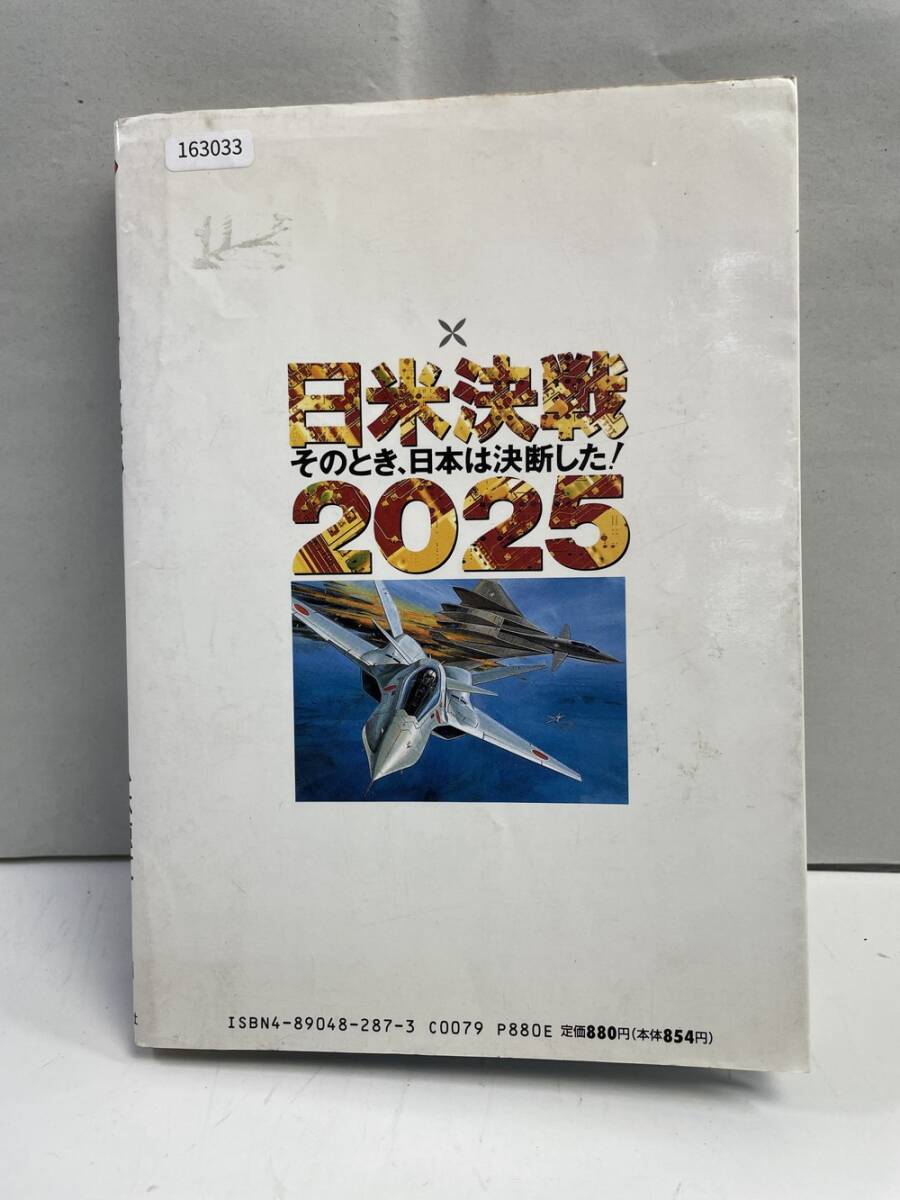 163033
日米決戦
そのとき、日本は決断した!
2025
ISBN4-89048-287-3 C0079 P880E 定価880円(本体854円)
社